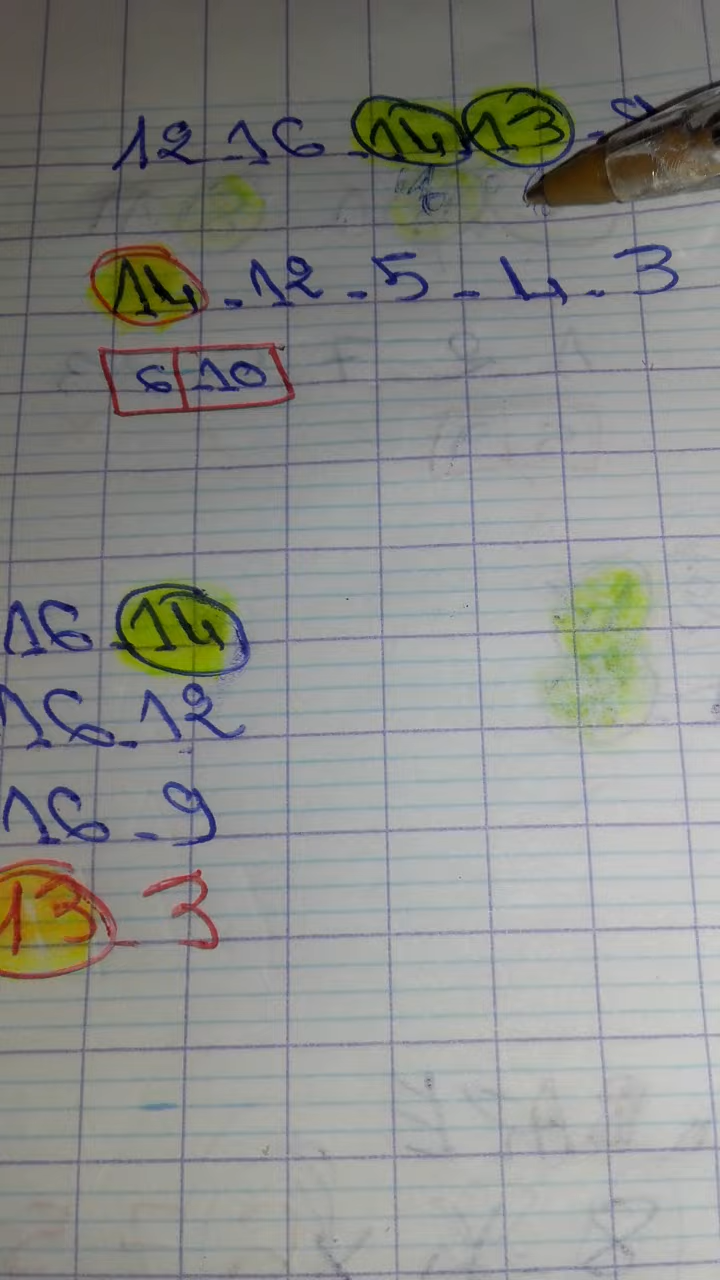 12 16 14 13
14 - 12 - 5 - 4 - 3
6 10
16 14
16 - 12
16 - 9
13 - 3